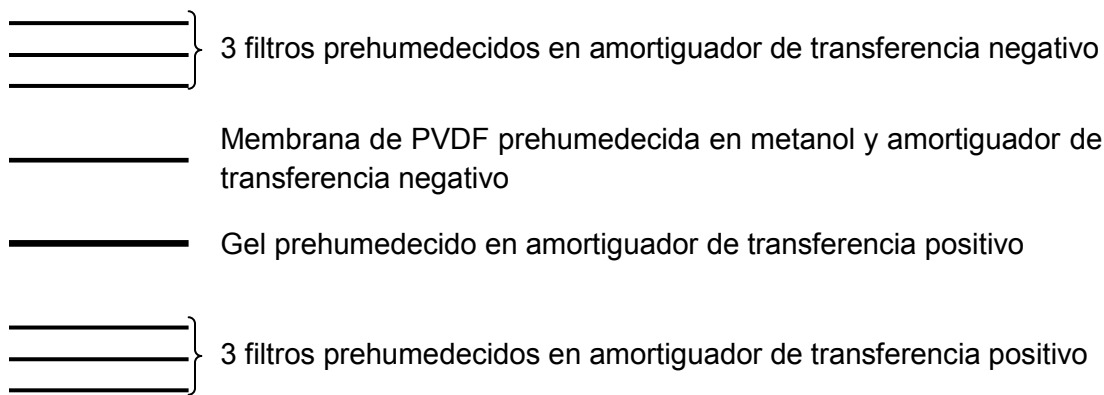 3 filtros prehumedecidos en amortiguador de transferencia negativo
Membrana de PVDF prehumedecida en metanol y amortiguador de
transferencia negativo
Gel prehumedecido en amortiguador de transferencia positivo
3 filtros prehumedecidos en amortiguador de transferencia positivo